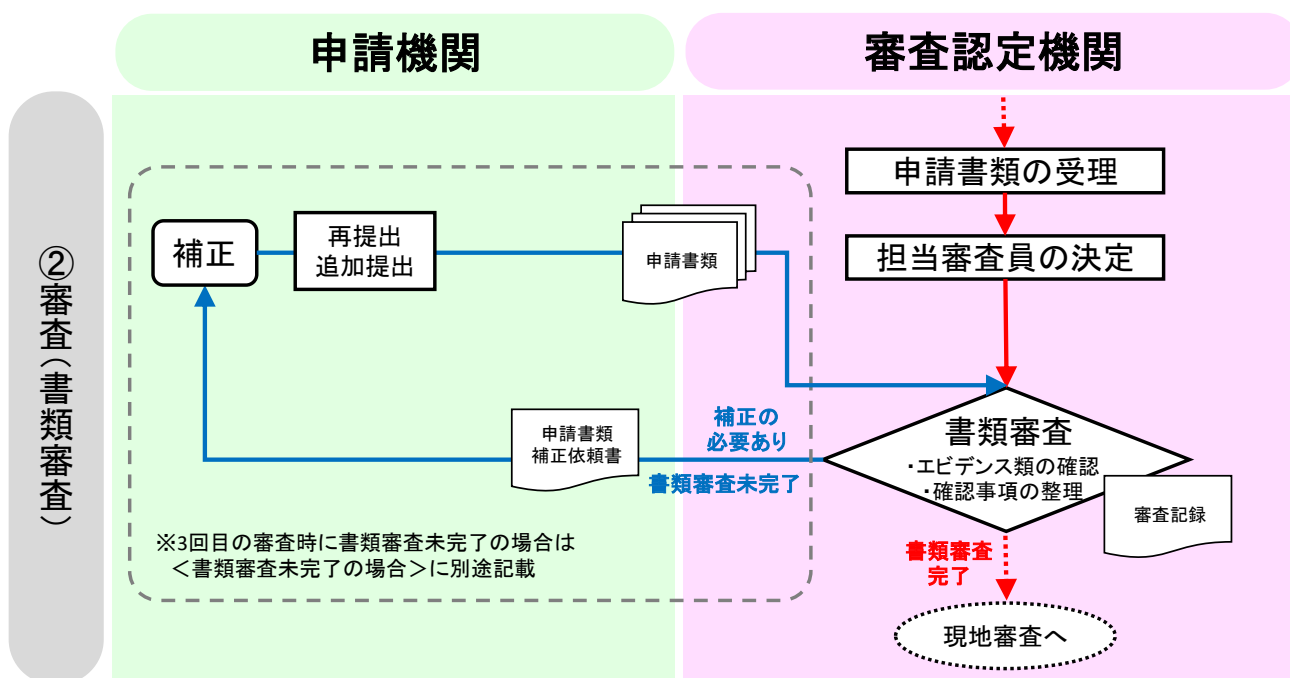 申請機関
審査認定機関
②審査(書類審査)
申請書類の受理
担当審査員の決定
補正
再提出
追加提出
申請書類
書類審査
・エビデンス類の確認
・確認事項の整理
審査記録
補正の
必要あり
書類審査未完了
申請書類
補正依頼書
※3回目の審査時に書類審査未完了の場合は
<書類審査未完了の場合>に別途記載
書類審査
完了
現地審査へ